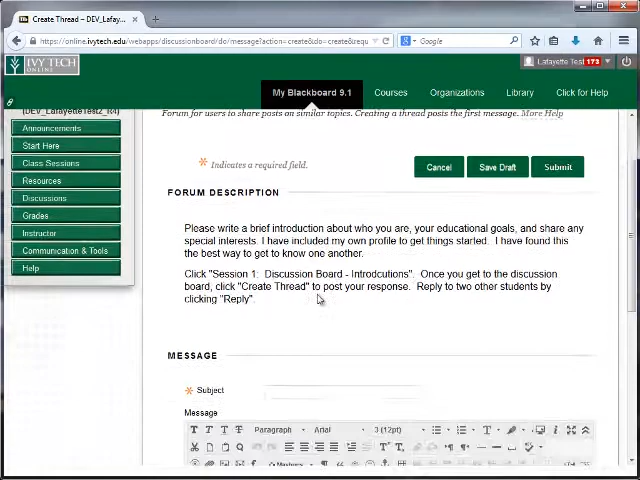 Create Thread – DEV_Lafay...
https://online.ivytech.edu/webapps/discussionboard/do/message?action=create&do=create&requ
Google
IVY TECH
ONLINE
Lafayette Test 173
My Blackboard 9.1 Courses Organizations Library Click for Help
(DEV_LafayetteTest2_R4)
Forum for users to share posts on similar topics. Creating a thread posts the first message. More Help
Announcements
Start Here
Class Sessions
Resources
Discussions
Grades
Instructor
Communication & Tools
Help
Indicates a required field.
Cancel Save Draft Submit
FORUM DESCRIPTION
Please write a brief introduction about who you are, your educational goals, and share any
special interests. I have included my own profile to get things started. I have found this
the best way to get to know one another.
Click "Session 1: Discussion Board - Introdcutions". Once you get to the discussion
board, click "Create Thread" to post your response. Reply to two other students by
clicking "Reply".
MESSAGE
Subject
Message
T T T T Paragraph Arial 3 (12pt)